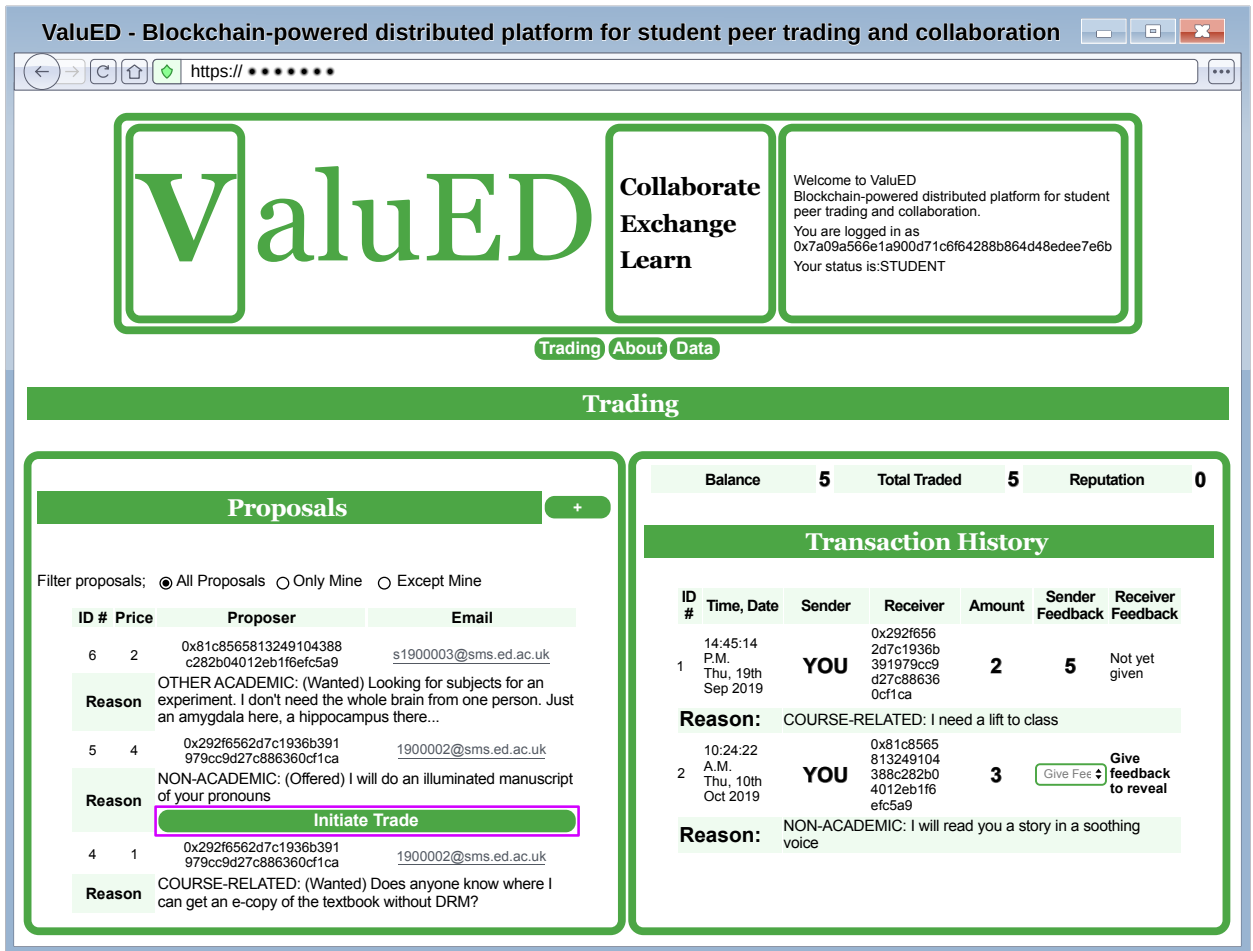 ValuED - Blockchain-powered distributed platform for student peer trading and collaboration
https:// •••••••
ValuED
Collaborate
Exchange
Learn
Welcome to ValuED
Blockchain-powered distributed platform for student
peer trading and collaboration.
You are logged in as
0x7a09a566e1a900d71c6f64288b864d48edee7e6b
Your status is:STUDENT
Trading About Data
Trading
Proposals +
Filter proposals; All Proposals Only Mine Except Mine
ID # Price Proposer Email
6 2 0x81c8565813249104388
c282b04012eb1f6efc5a9 s1900003@sms.ed.ac.uk
Reason OTHER ACADEMIC: (Wanted) Looking for subjects for an
experiment. I don't need the whole brain from one person. Just
an amygdala here, a hippocampus there...
5 4 0x292f6562d7c1936b391
979cc9d27c886360cf1ca 1900002@sms.ed.ac.uk
Reason NON-ACADEMIC: (Offered) I will do an illuminated manuscript
of your pronouns
Initiate Trade
4 1 0x292f6562d7c1936b391
979cc9d27c886360cf1ca 1900002@sms.ed.ac.uk
Reason COURSE-RELATED: (Wanted) Does anyone know where I
can get an e-copy of the textbook without DRM?
Balance 5 Total Traded 5 Reputation 0
Transaction History
ID
# Time, Date Sender Receiver Amount Sender
Feedback Receiver
Feedback
1 14:45:14
P.M.
Thu, 19th
Sep 2019 YOU 0x292f656
2d7c1936b
391979cc9
d27c88636
0cf1ca 2 5 Not yet
given
Reason: COURSE-RELATED: I need a lift to class
2 10:24:22
A.M.
Thu, 10th
Oct 2019 YOU 0x81c8565
813249104
388c282b0
4012eb1f6
efc5a9 3 Give Fee Give
feedback
to reveal
Reason: NON-ACADEMIC: I will read you a story in a soothing
voice